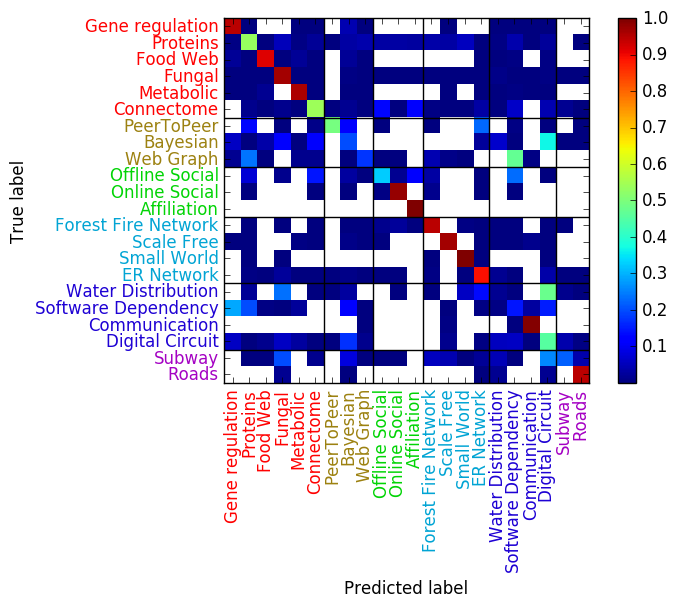 True label
Gene regulation
Proteins
Food Web
Fungal
Metabolic
Connectome
PeerToPeer
Bayesian
Web Graph
Offline Social
Online Social
Affiliation
Forest Fire Network
Scale Free
Small World
ER Network
Water Distribution
Software Dependency
Communication
Digital Circuit
Subway
Roads
Gene regulation
Proteins
Food Web
Fungal
Metabolic
Connectome
PeerToPeer
Bayesian
Web Graph
Offline Social
Online Social
Affiliation
Forest Fire Network
Scale Free
Small World
ER Network
Water Distribution
Software Dependency
Communication
Digital Circuit
Subway
Roads
Predicted label
1.0
0.9
0.8
0.7
0.6
0.5
0.4
0.3
0.2
0.1